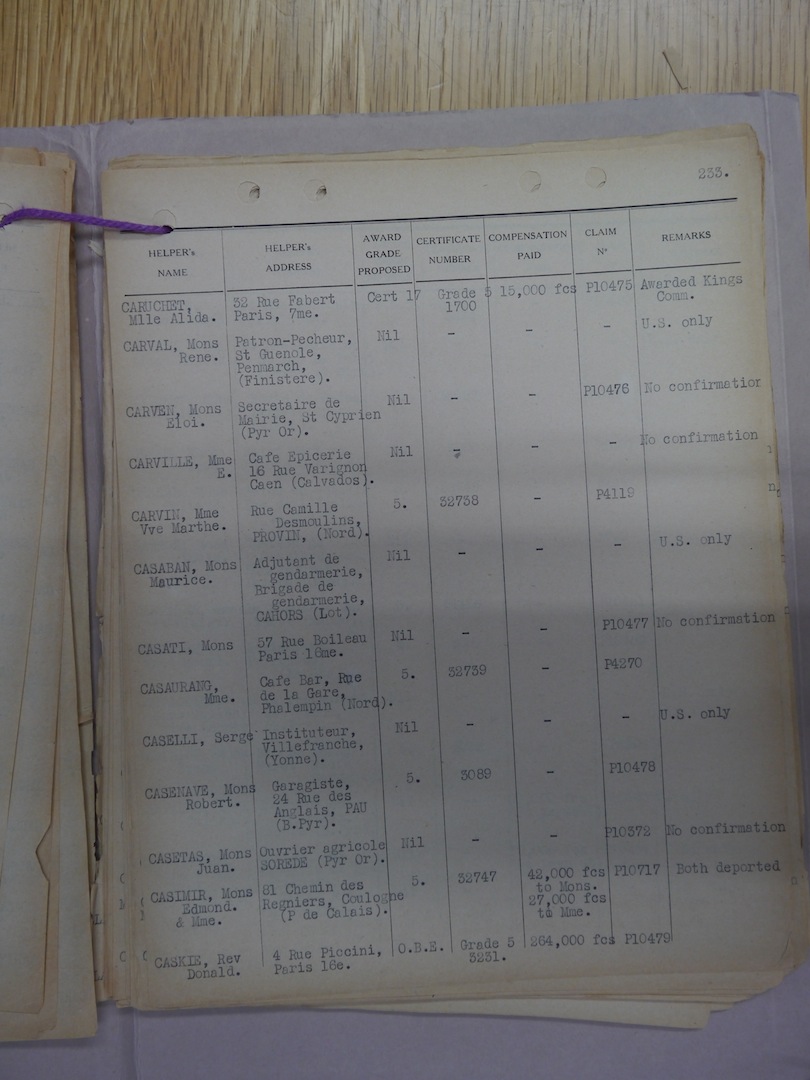 233.
HELPER's NAME HELPER's ADDRESS AWARD GRADE PROPOSED CERTIFICATE NUMBER COMPENSATION PAID CLAIM Nº REMARKS
CARUCHET, 32 Rue Fabert Cert 17 Grade 5 15,000 fcs P10475 Awarded Kings
Mlle Alida. Paris, 7me. 1700 Comm.
CARVAL, Mons Patron-Pecheur, Nil - - - U.S. only
Rene. St Guenole,
Penmarch,
(Finistere).
CARVEN, Mons Secretaire de Nil - - P10476 No confirmation
Eloi. Mairie, St Cyprien
(Pyr Or).
CARVILLE, Mme Cafe Epicerie Nil - - - No confirmation
E. 16 Rue Varignon
Caen (Calvados).
CARVIN, Mme Rue Camille 5. 32738 - P4119
Vve Marthe. Desmoulins,
PROVIN, (Nord).
CASABAN, Mons Adjutant de Nil - - - U.S. only
Maurice. gendarmerie,
Brigade de
gendarmerie,
CAHORS (Lot).
CASATI, Mons 57 Rue Boileau Nil - - P10477 No confirmation
Paris 16me.
CASAURANG, Cafe Bar, Rue 5. 32739 - P4270
Mme. de la Gare,
Phalempin (Nord).
CASELLI, Serge Instituteur, Nil - - - U.S. only
Villefranche,
(Yonne).
CASENAVE, Mons Garagiste, 5. 3089 - P10478
Robert. 24 Rue des
Anglais, PAU
(B.Pyr).
CASETAS, Mons Ouvrier agricole Nil - - P10372 No confirmation
Juan. SOREDE (Pyr Or).
CASIMIR, Mons 81 Chemin des 5. 32747 42,000 fcs P10717 Both deported
Edmond. Regniers, Coulogne to Mons.
& Mme. (P de Calais). 27,000 fcs
to Mme.
CASKIE, Rev 4 Rue Piccini, O.B.E. Grade 5 264,000 fcs P10479
Donald. Paris 16e. 3231.